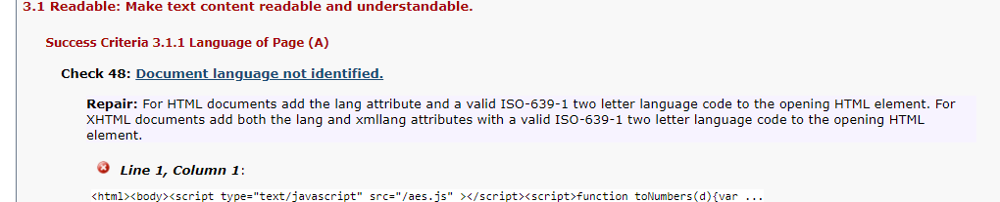 3.1 Readable: Make text content readable and understandable.
Success Criteria 3.1.1 Language of Page (A)
Check 48: Document language not identified.
Repair: For HTML documents add the lang attribute and a valid ISO-639-1 two letter language code to the opening HTML element. For
XHTML documents add both the lang and xmllang attributes with a valid ISO-639-1 two letter language code to the opening HTML
element.
Line 1, Column 1:
<html><body><script type="text/javascript" src="/aes.js" ></script><script>function toNumbers(d){var ...